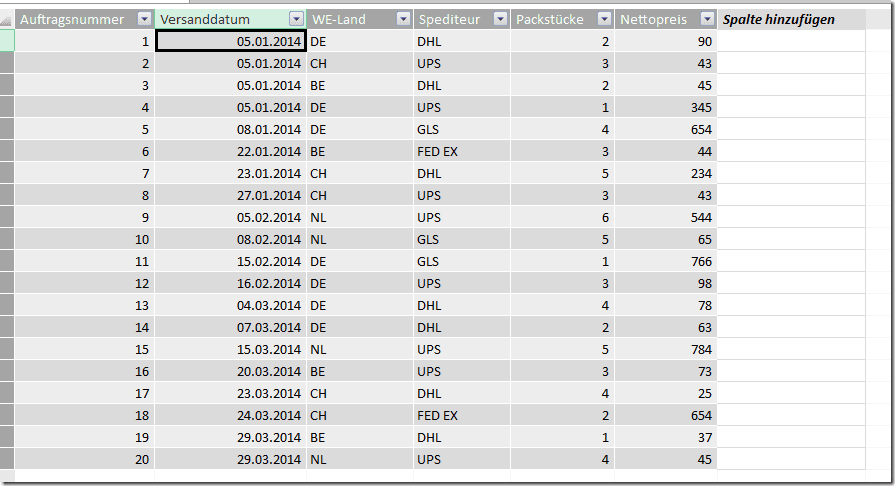 Auftragsnummer Versanddatum WE-Land Spediteur Packstücke Nettopreis Spalte hinzufügen
1 05.01.2014 DE DHL 2 90
2 05.01.2014 CH UPS 3 43
3 05.01.2014 BE DHL 2 45
4 05.01.2014 DE UPS 1 345
5 08.01.2014 DE GLS 4 654
6 22.01.2014 BE FED EX 3 44
7 23.01.2014 CH DHL 5 234
8 27.01.2014 CH UPS 3 43
9 05.02.2014 NL UPS 6 544
10 08.02.2014 NL GLS 5 65
11 15.02.2014 DE GLS 1 766
12 16.02.2014 DE UPS 3 98
13 04.03.2014 DE DHL 4 78
14 07.03.2014 DE DHL 2 63
15 15.03.2014 NL UPS 5 784
16 20.03.2014 BE UPS 3 73
17 23.03.2014 CH DHL 4 25
18 24.03.2014 CH FED EX 2 654
19 29.03.2014 BE DHL 1 37
20 29.03.2014 NL UPS 4 45